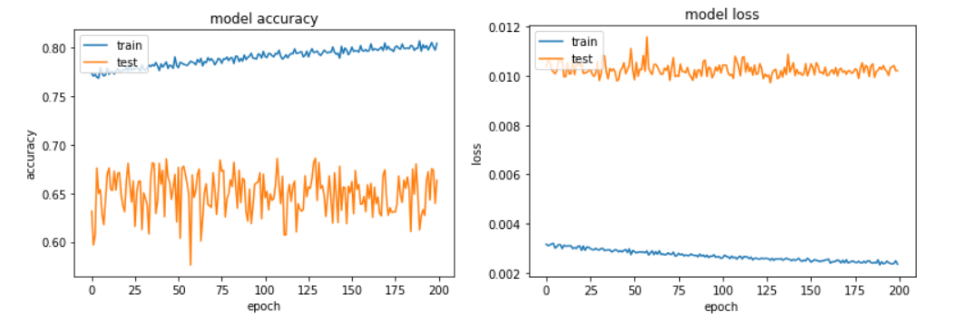 model accuracy
train
test
0.80
0.75
0.70
0.65
0.60
accuracy
0 25 50 75 100 125 150 175 200
epoch
model loss
train
test
0.012
0.010
0.008
0.006
0.004
0.002
loss
0 25 50 75 100 125 150 175 200
epoch